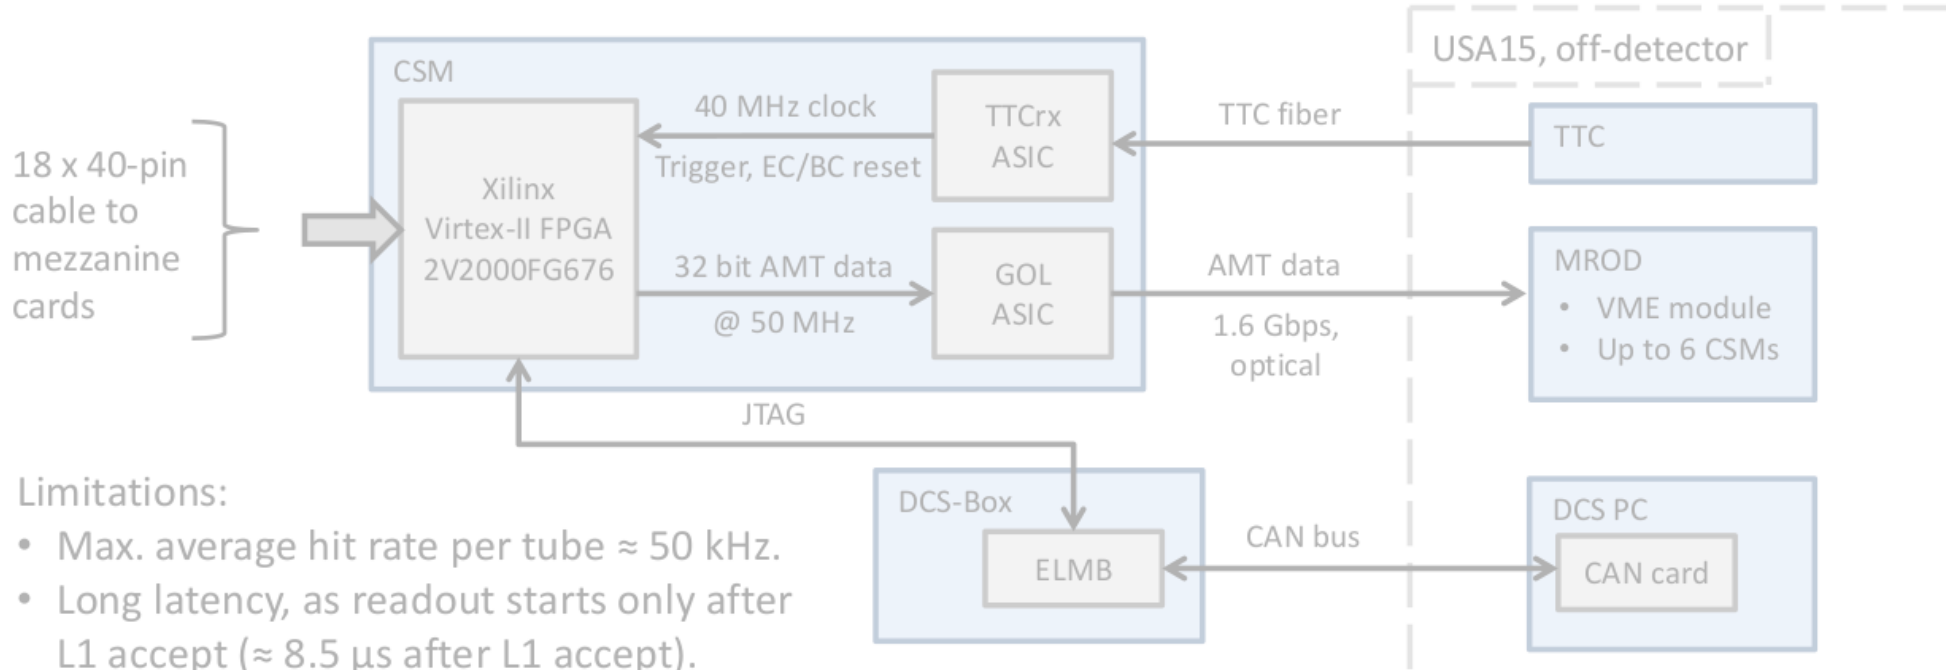 USA15, off-detector
CSM
40 MHz clock
Trigger, EC/BC reset
TTCrx
ASIC
TTC fiber
TTC
18 x 40-pin
cable to
mezzanine
cards
Xilinx
Virtex-II FPGA
2V2000FG676
32 bit AMT data
@ 50 MHz
GOL
ASIC
AMT data
1.6 Gbps,
optical
MROD
• VME module
• Up to 6 CSMs
JTAG
DCS-Box
ELMB
CAN bus
DCS PC
CAN card
Limitations:
• Max. average hit rate per tube ≈ 50 kHz.
• Long latency, as readout starts only after
L1 accept (≈ 8.5 μs after L1 accept).